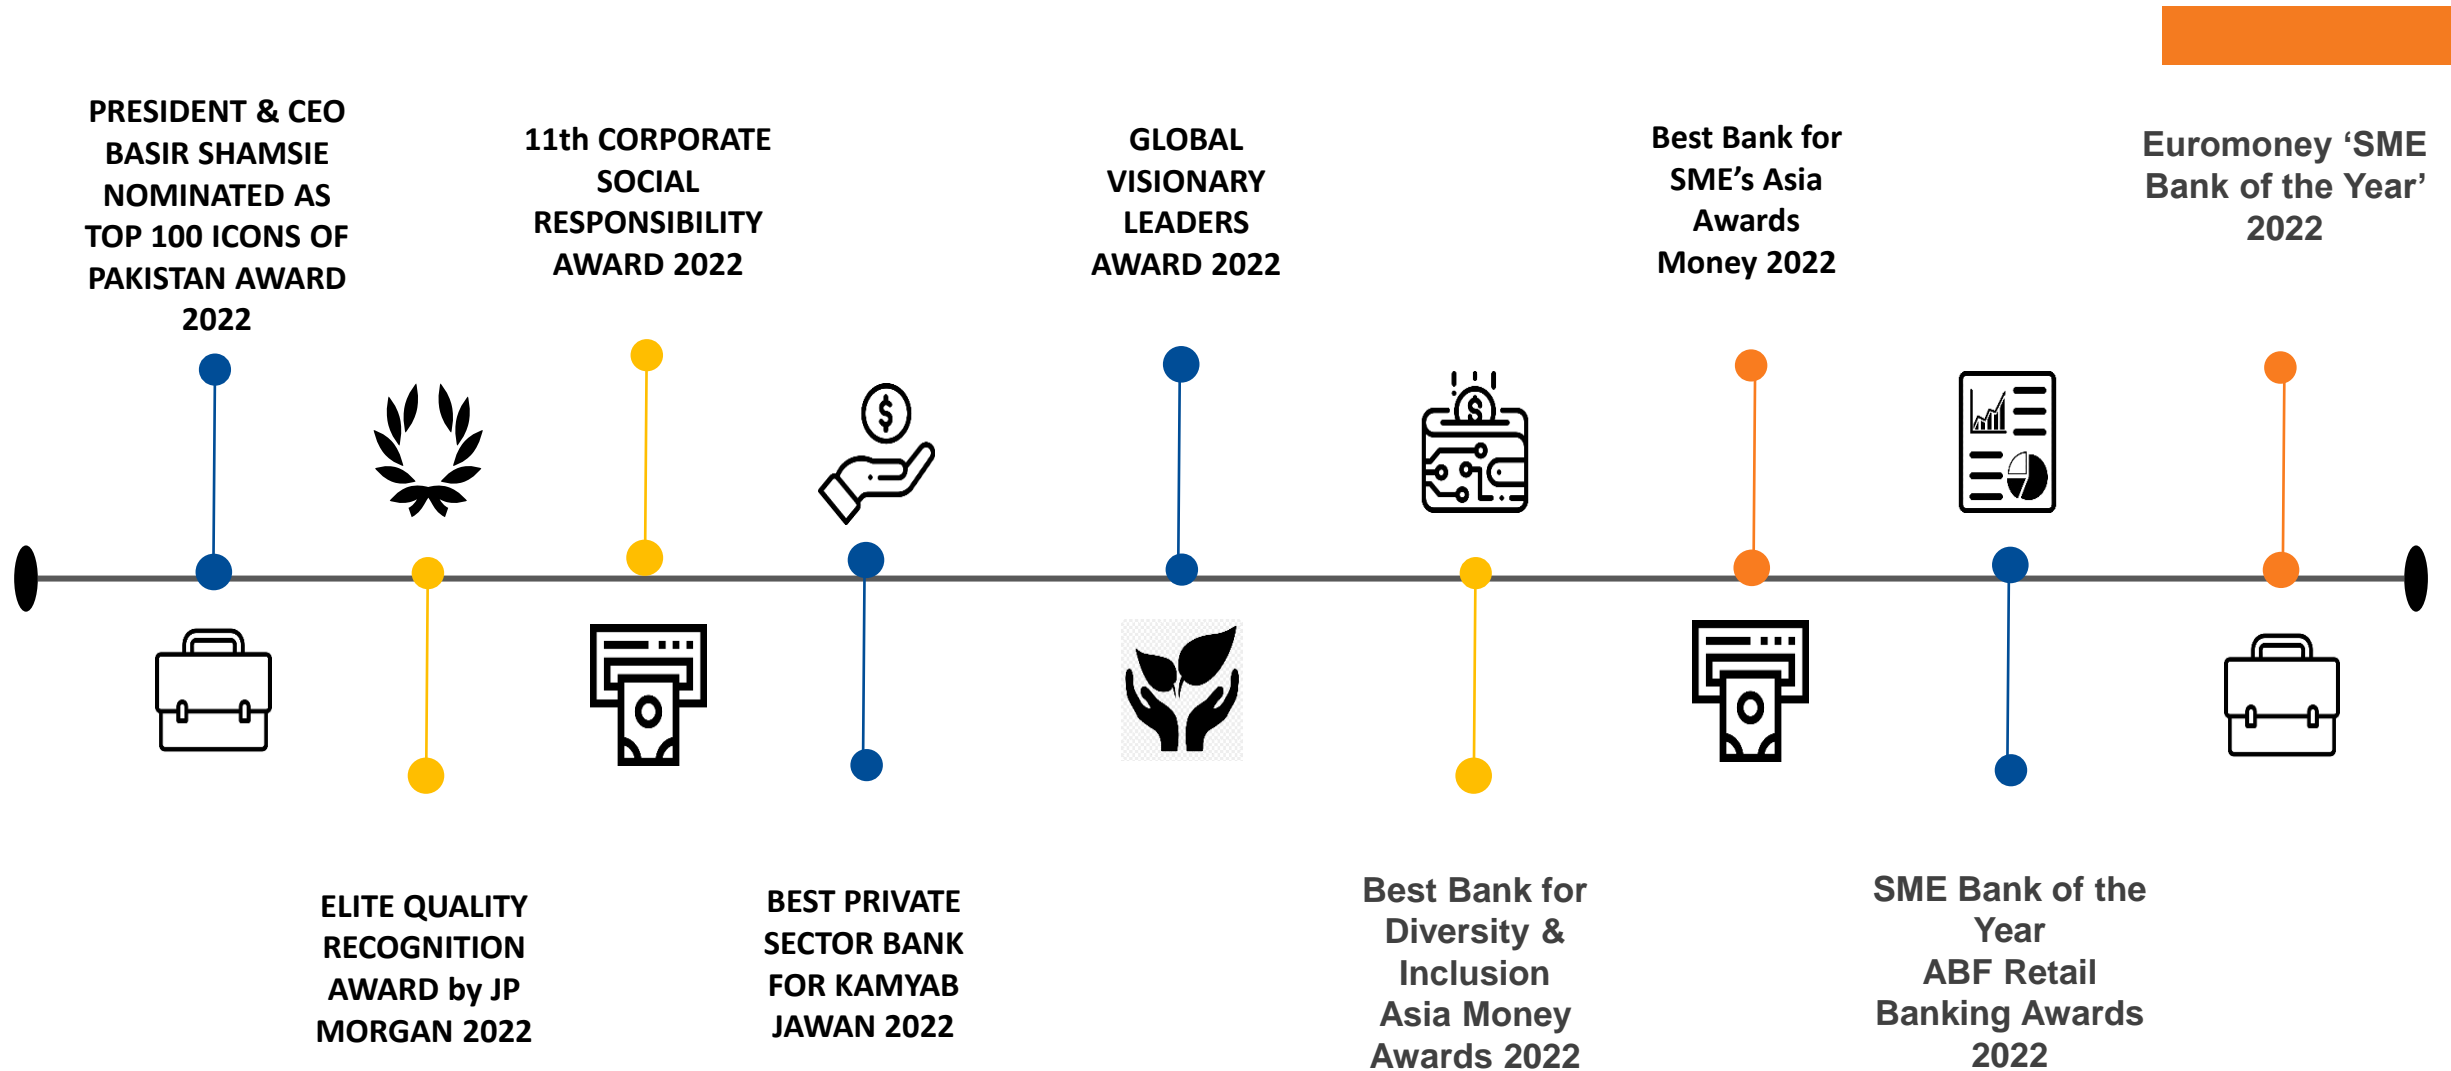 PRESIDENT & CEO
BASIR SHAMSIE
NOMINATED AS
TOP 100 ICONS OF
PAKISTAN AWARD
2022
ELITE QUALITY
RECOGNITION
AWARD by JP
MORGAN 2022
11th CORPORATE
SOCIAL
RESPONSIBILITY
AWARD 2022
BEST PRIVATE
SECTOR BANK
FOR KAMYAB
JAWAN 2022
GLOBAL
VISIONARY
LEADERS
AWARD 2022
Best Bank for
Diversity &
Inclusion
Asia Money
Awards 2022
Best Bank for
SME’s Asia
Awards
Money 2022
SME Bank of the
Year
ABF Retail
Banking Awards
2022
Euromoney ‘SME
Bank of the Year’
2022